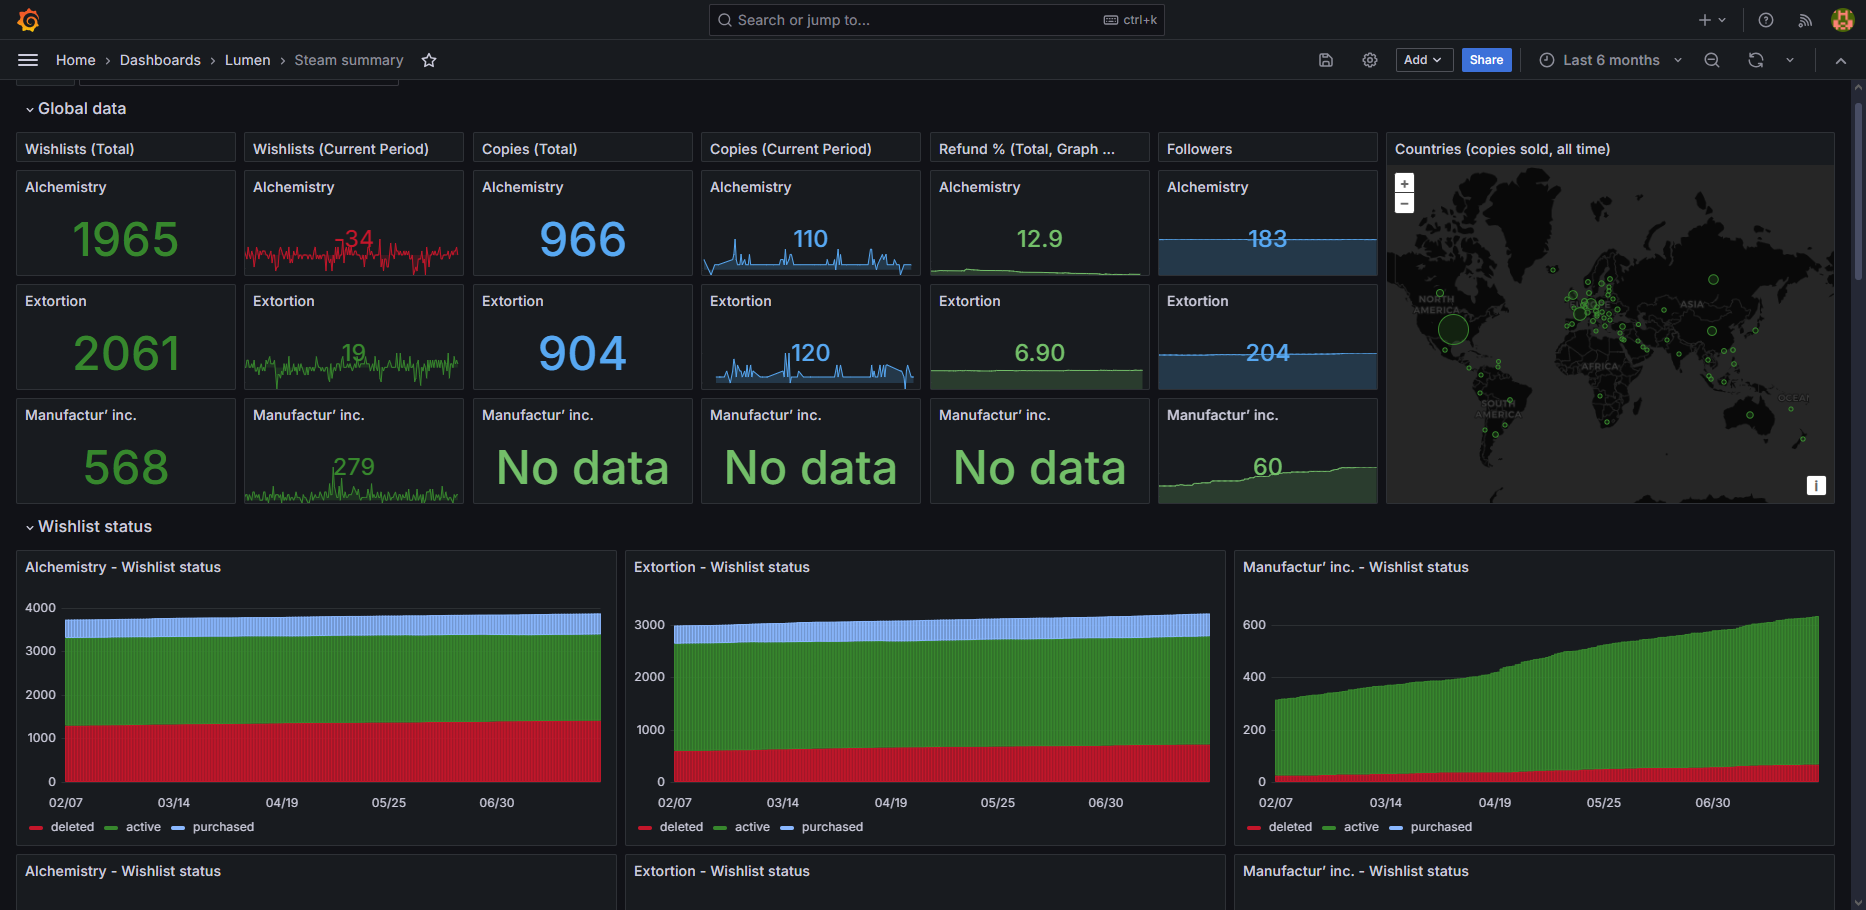 Search or jump to...
ctrl+k
Home › Dashboards › Lumen › Steam summary
Add
Share
Last 6 months
Global data
Wishlists (Total)
Wishlists (Current Period)
Copies (Total)
Copies (Current Period)
Refund % (Total, Graph ...
Followers
Countries (copies sold, all time)
Alchemistry
1965
Alchemistry
-34
Alchemistry
966
Alchemistry
110
Alchemistry
12.9
Alchemistry
183
Extortion
2061
Extortion
19
Extortion
904
Extortion
120
Extortion
6.90
Extortion
204
Manufactur’ inc.
568
Manufactur’ inc.
279
Manufactur’ inc.
No data
Manufactur’ inc.
No data
Manufactur’ inc.
No data
Manufactur’ inc.
60
+
−
NORTH
AMERICA
ASIA
AFRICA
SOUTH
AMERICA
i
Wishlist status
Alchemistry - Wishlist status
4000
3000
2000
1000
0
02/07
03/14
04/19
05/25
06/30
deleted
active
purchased
Extortion - Wishlist status
3000
2000
1000
0
02/07
03/14
04/19
05/25
06/30
deleted
active
purchased
Manufactur’ inc. - Wishlist status
600
400
200
0
02/07
03/14
04/19
05/25
06/30
deleted
active
purchased
Alchemistry - Wishlist status
Extortion - Wishlist status
Manufactur’ inc. - Wishlist status